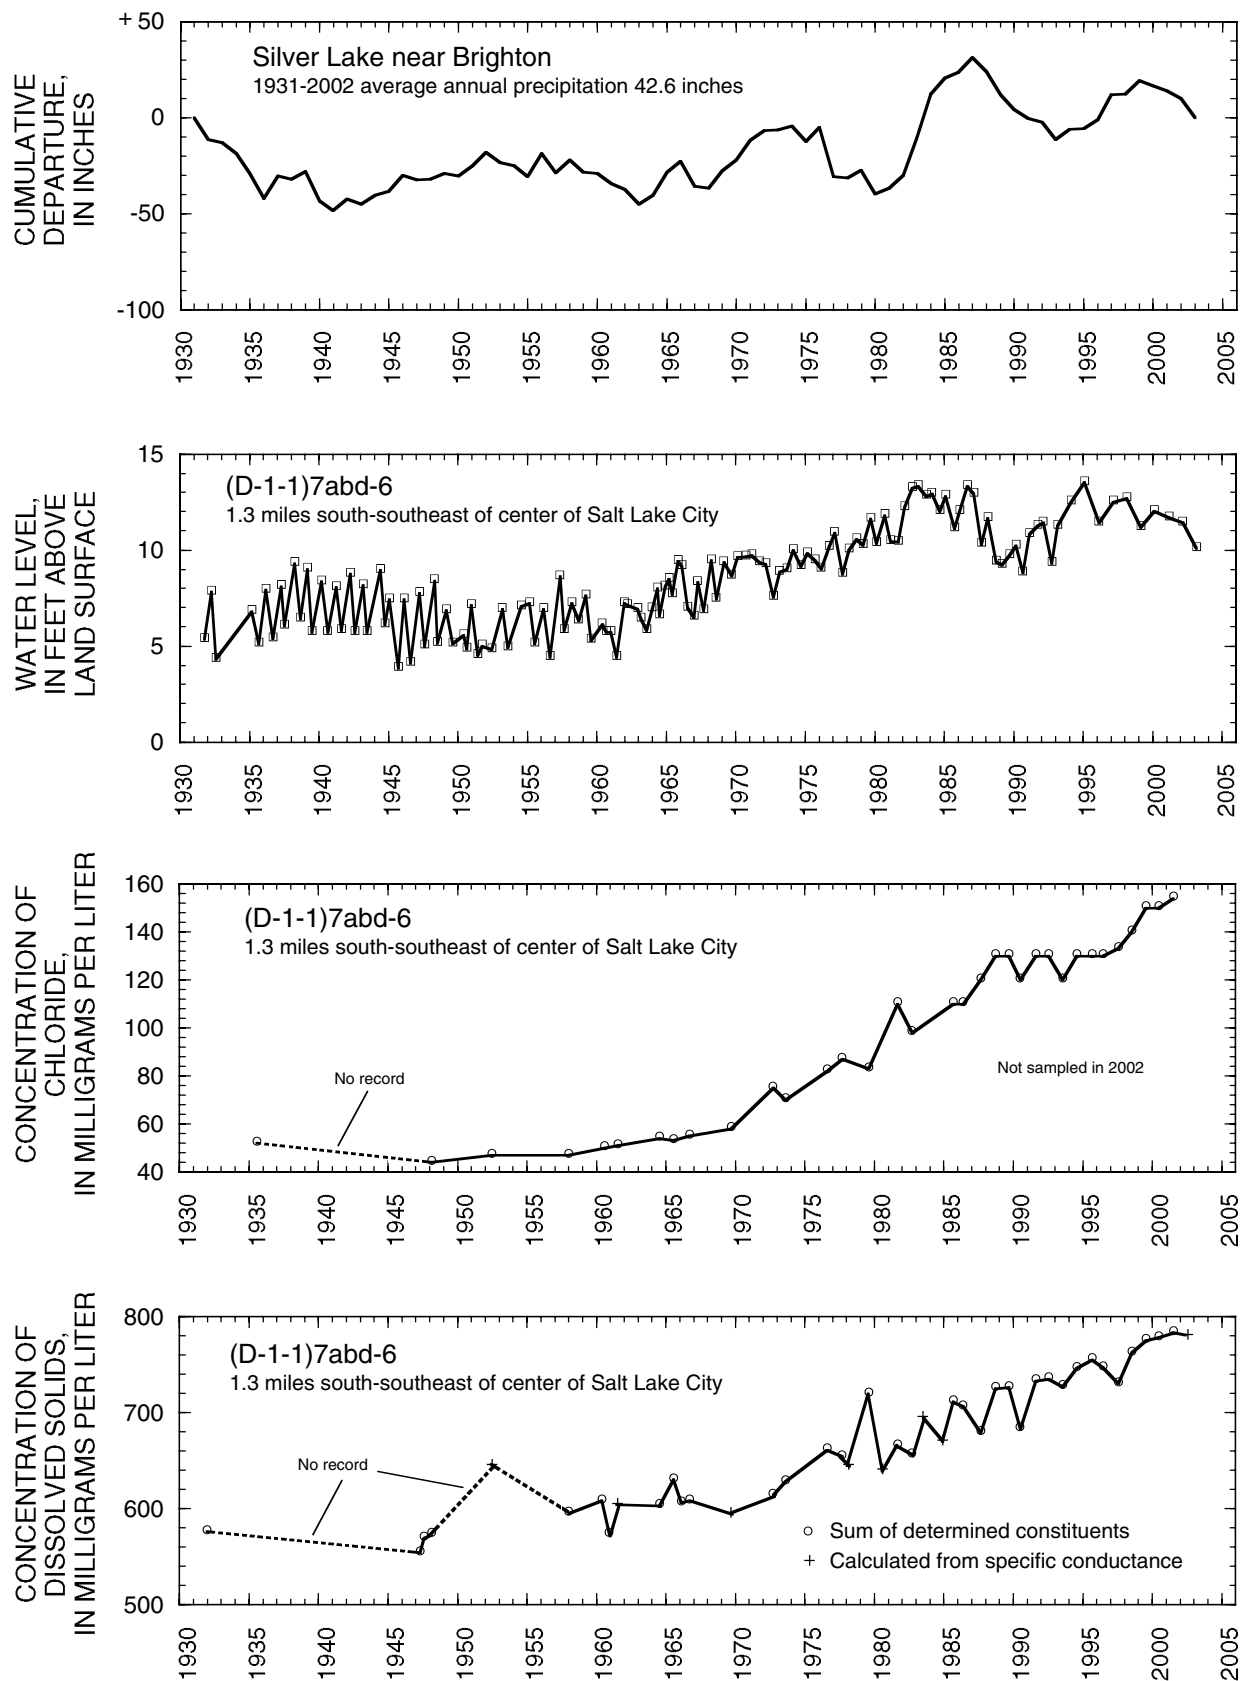 CUMULATIVE
DEPARTURE,
IN INCHES
+ 50
0
-50
-100
Silver Lake near Brighton
1931-2002 average annual precipitation 42.6 inches
1930 1935 1940 1945 1950 1955 1960 1965 1970 1975 1980 1985 1990 1995 2000 2005
WATER LEVEL,
IN FEET ABOVE
LAND SURFACE
15
10
5
0
(D-1-1)7abd-6
1.3 miles south-southeast of center of Salt Lake City
1930 1935 1940 1945 1950 1955 1960 1965 1970 1975 1980 1985 1990 1995 2000 2005
CONCENTRATION OF
CHLORIDE,
IN MILLIGRAMS PER LITER
160
140
120
100
80
60
40
(D-1-1)7abd-6
1.3 miles south-southeast of center of Salt Lake City
No record
Not sampled in 2002
1930 1935 1940 1945 1950 1955 1960 1965 1970 1975 1980 1985 1990 1995 2000 2005
CONCENTRATION OF
DISSOLVED SOLIDS,
IN MILLIGRAMS PER LITER
800
700
600
500
(D-1-1)7abd-6
1.3 miles south-southeast of center of Salt Lake City
No record
Sum of determined constituents
Calculated from specific conductance
1930 1935 1940 1945 1950 1955 1960 1965 1970 1975 1980 1985 1990 1995 2000 2005